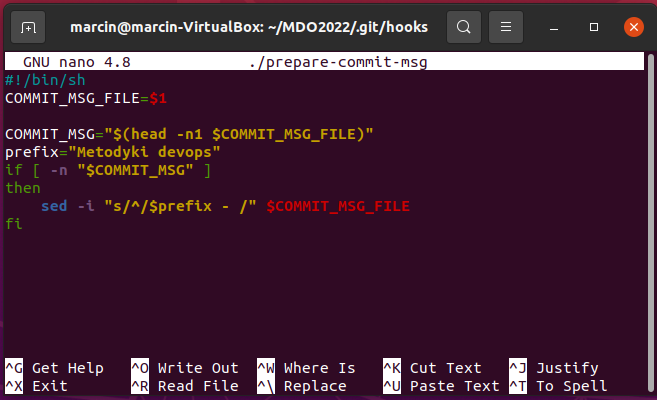 marcin@marcin-VirtualBox: ~/MDO2022/.git/hooks
GNU nano 4.8 ./prepare-commit-msg
#!/bin/sh
COMMIT_MSG_FILE=$1
COMMIT_MSG="$(head -n1 $COMMIT_MSG_FILE)"
prefix="Metodyki devops"
if [ -n "$COMMIT_MSG" ]
then
    sed -i "s/^/$prefix - /" $COMMIT_MSG_FILE
fi
^G Get Help ^O Write Out ^W Where Is ^K Cut Text ^J Justify
^X Exit ^R Read File ^\ Replace ^U Paste Text ^T To Spell